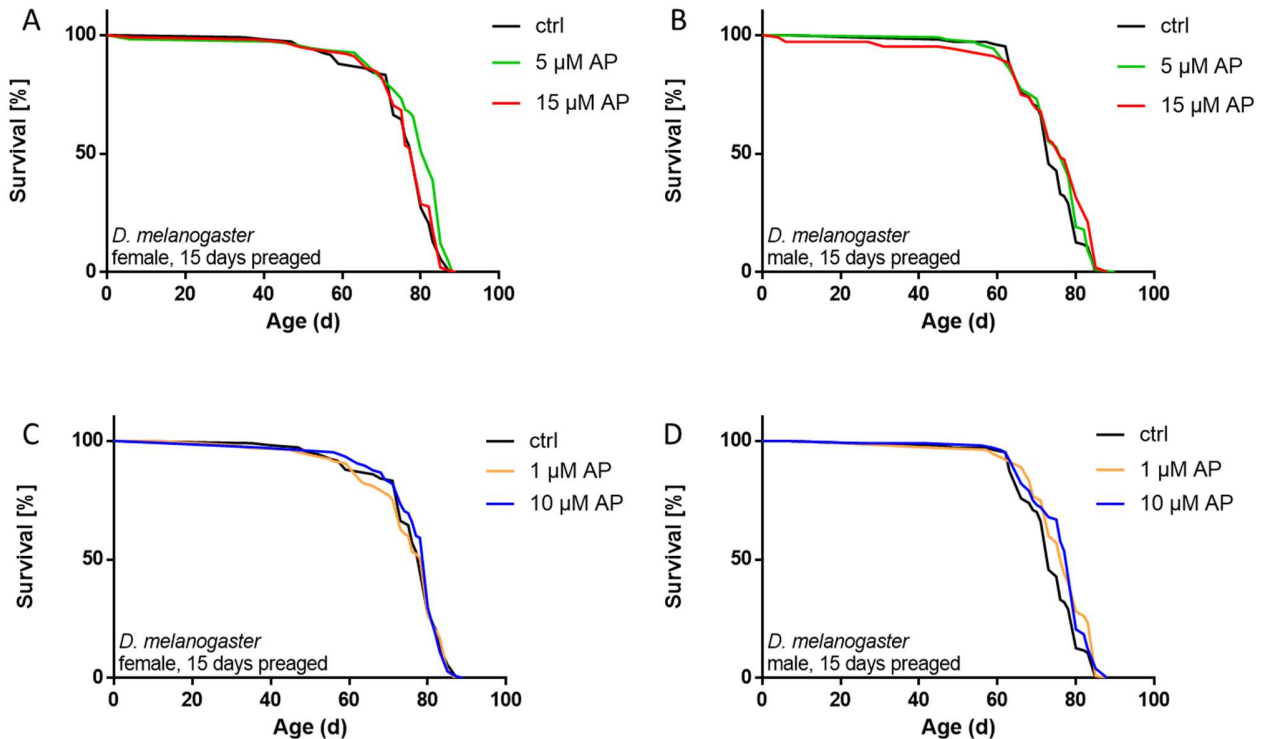 A
ctrl
5 µM AP
15 µM AP
Survival [%]
100
50
0
D. melanogaster
female, 15 days preaged
0 20 40 60 80 100
Age (d)
B
ctrl
5 µM AP
15 µM AP
Survival [%]
100
50
0
D. melanogaster
male, 15 days preaged
0 20 40 60 80 100
Age (d)
C
ctrl
1 µM AP
10 µM AP
Survival [%]
100
50
0
D. melanogaster
female, 15 days preaged
0 20 40 60 80 100
Age (d)
D
ctrl
1 µM AP
10 µM AP
Survival [%]
100
50
0
D. melanogaster
male, 15 days preaged
0 20 40 60 80 100
Age (d)